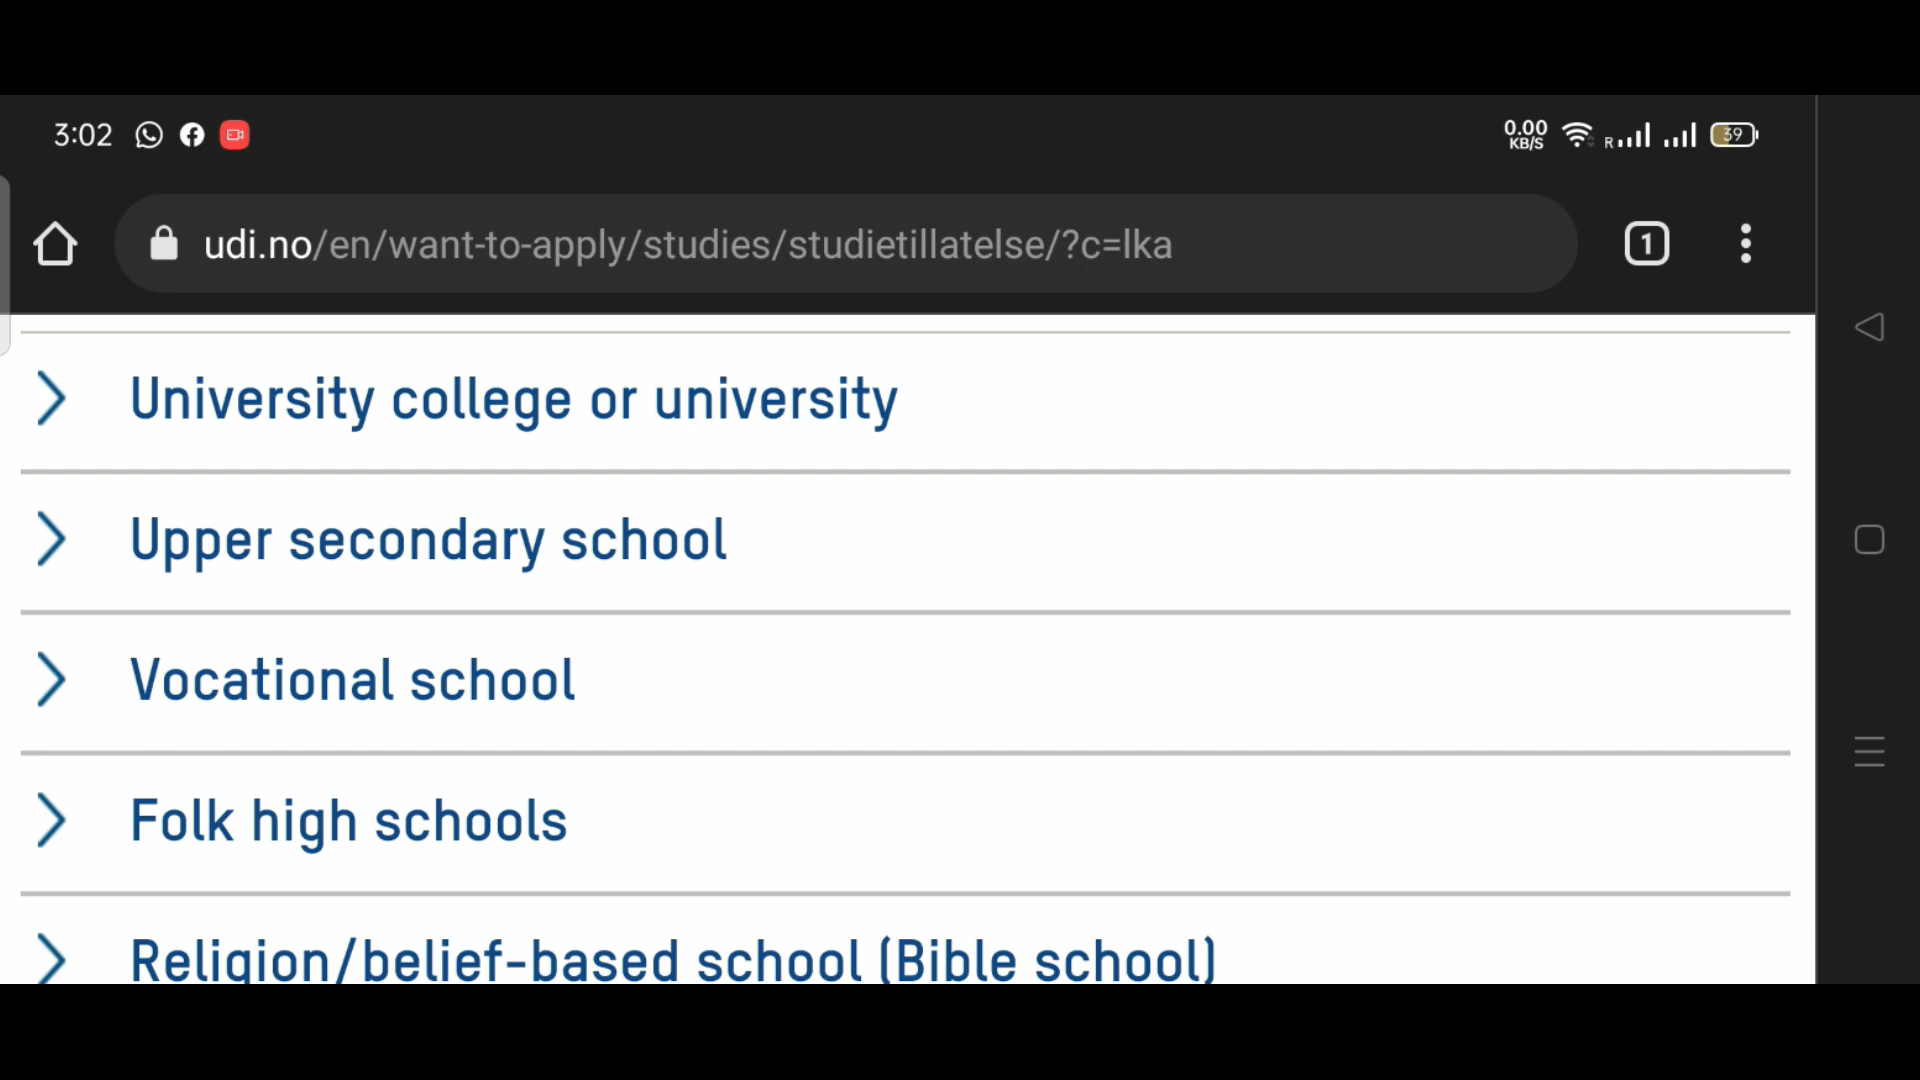 3:02
0.00
KB/S
R
39
udi.no/en/want-to-apply/studies/studietillatelse/?c=lka
1
University college or university
Upper secondary school
Vocational school
Folk high schools
Religion/belief-based school (Bible school)